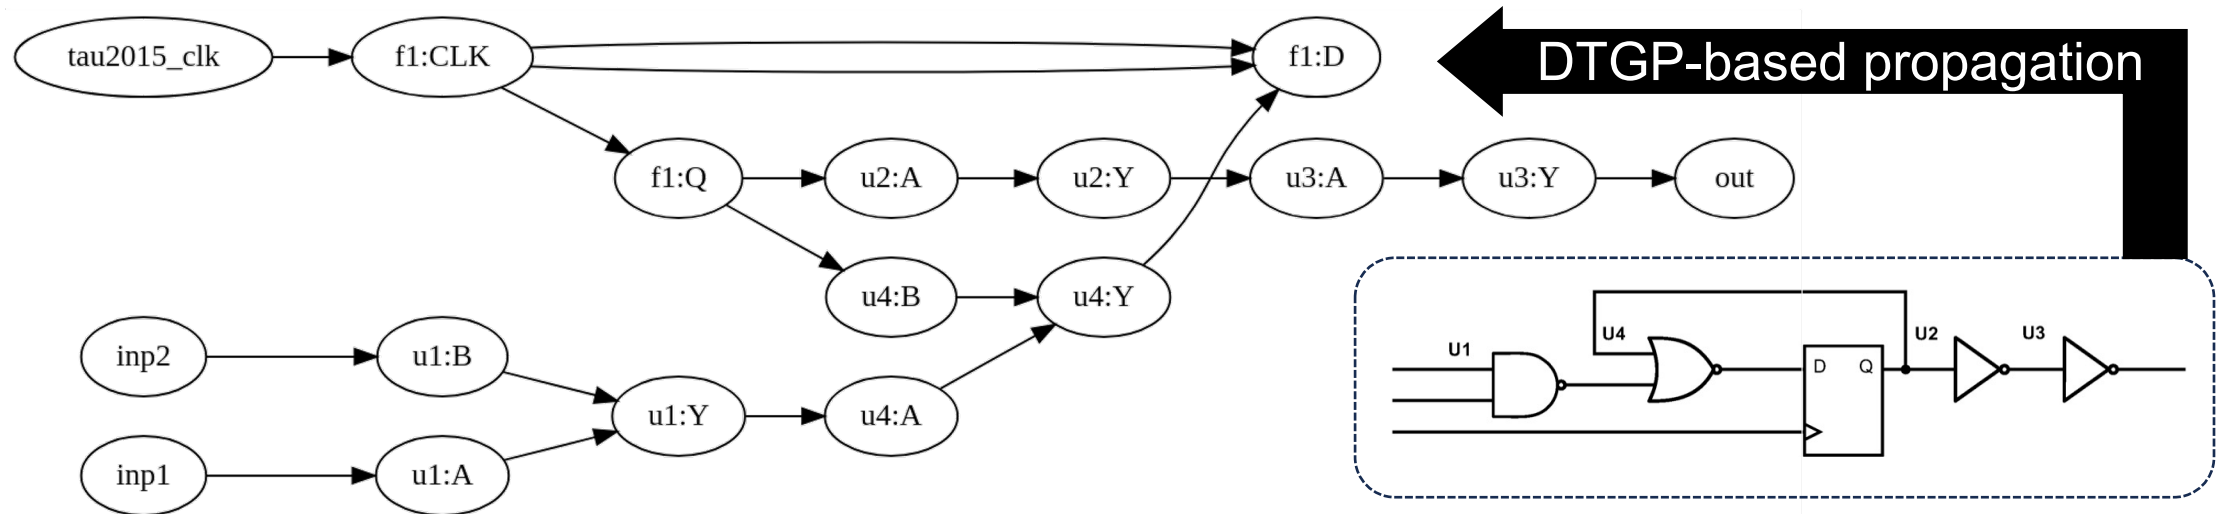 tau2015_clk
f1:CLK
f1:D
DTGP-based propagation
f1:Q
u2:A
u2:Y
u3:A
u3:Y
out
u4:B
u4:Y
inp2
u1:B
u1:Y
u4:A
inp1
u1:A
U1
U4
D
Q
U2
U3